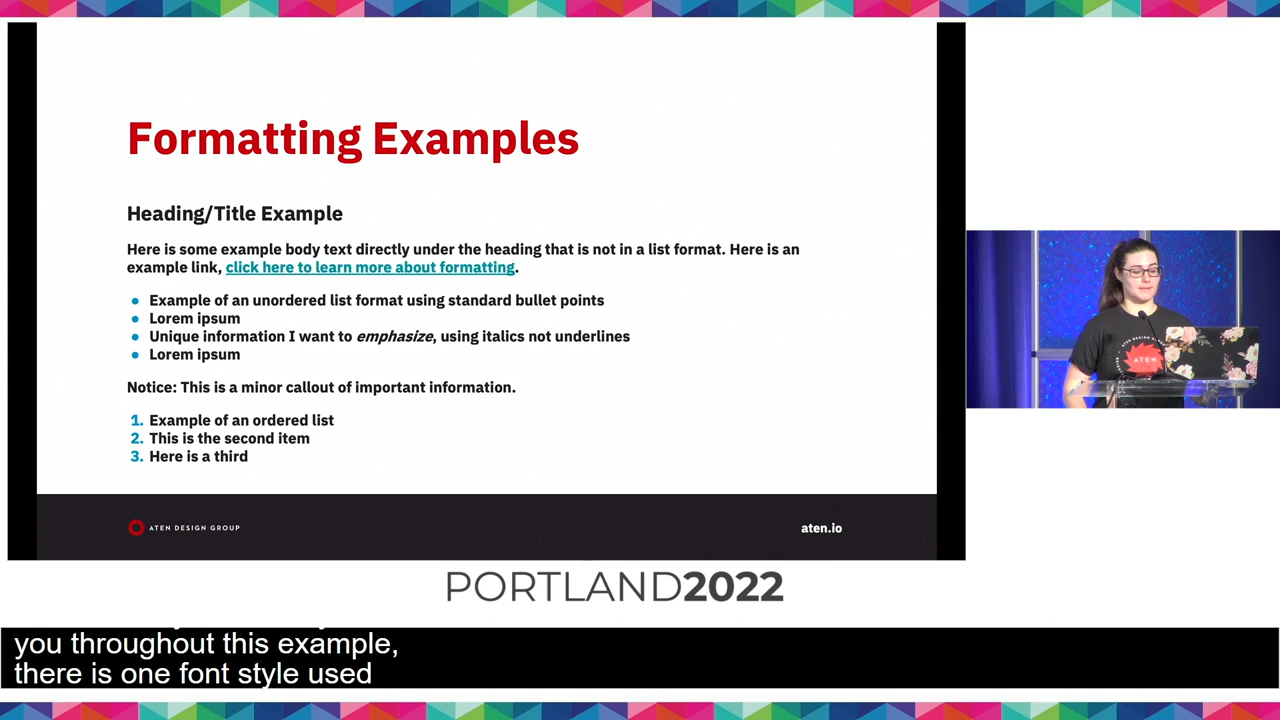 Formatting Examples
Heading/Title Example
Here is some example body text directly under the heading that is not in a list format. Here is an
example link, click here to learn more about formatting.
● Example of an unordered list format using standard bullet points
● Lorem ipsum
● Unique information I want to emphasize, using italics not underlines
● Lorem ipsum
Notice: This is a minor callout of important information.
1. Example of an ordered list
2. This is the second item
3. Here is a third
ATEN DESIGN GROUP
aten.io
ATEN
PORTLAND2022
you throughout this example,
there is one font style used